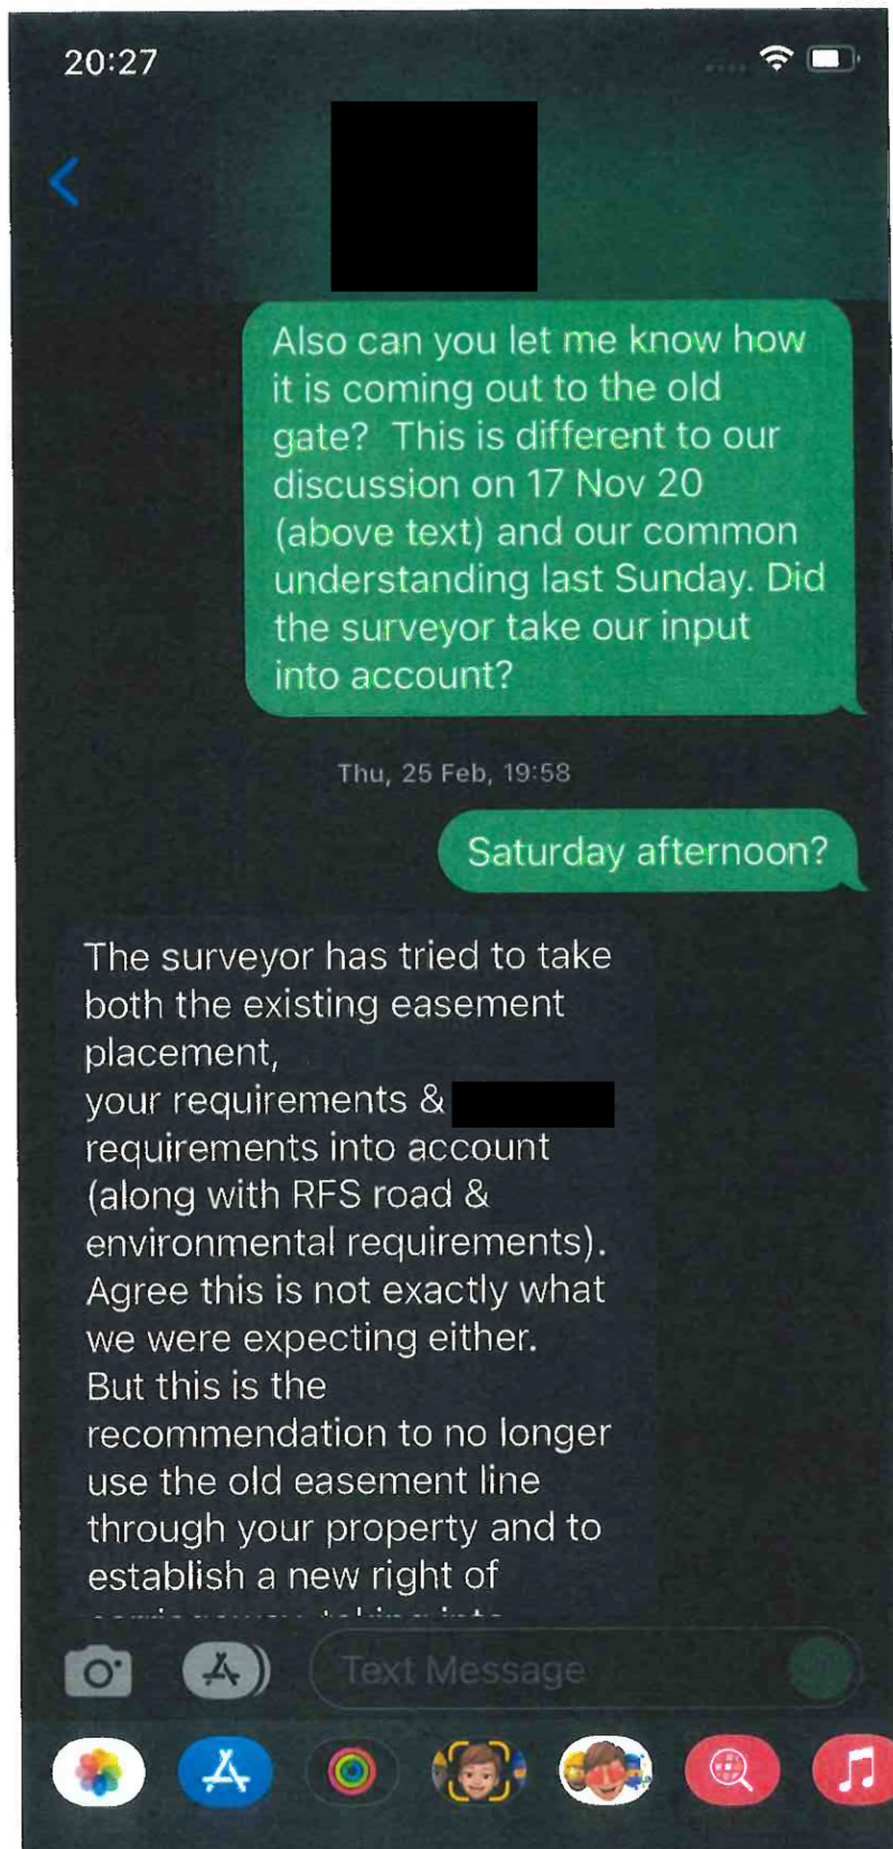 20:27
Also can you let me know how
it is coming out to the old
gate?  This is different to our
discussion on 17 Nov 20
(above text) and our common
understanding last Sunday. Did
the surveyor take our input
into account?
Thu, 25 Feb, 19:58
Saturday afternoon?
The surveyor has tried to take
both the existing easement
placement,
your requirements &
requirements into account
(along with RFS road &
environmental requirements).
Agree this is not exactly what
we were expecting either.
But this is the
recommendation to no longer
use the old easement line
through your property and to
establish a new right of
Text Message